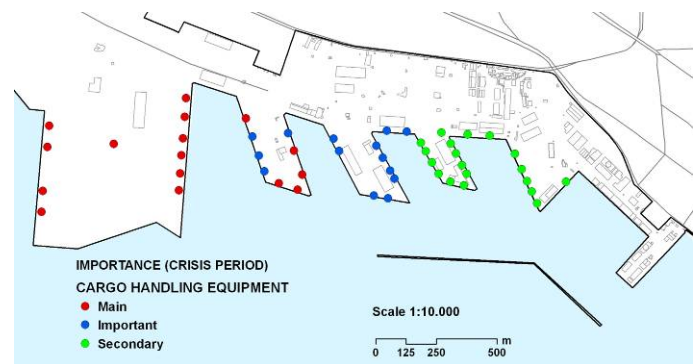 IMPORTANCE (CRISIS PERIOD)
CARGO HANDLING EQUIPMENT
Main
Important
Secondary
Scale 1:10.000
m
0 125 250 500